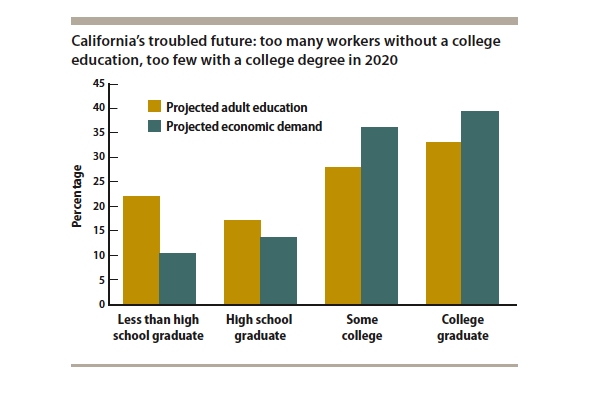 California's troubled future: too many workers without a college
education, too few with a college degree in 2020
45
40
35
30
25
20
15
10
5
0
Percentage
Projected adult education
Projected economic demand
Less than high
school graduate
High school
graduate
Some
college
College
graduate